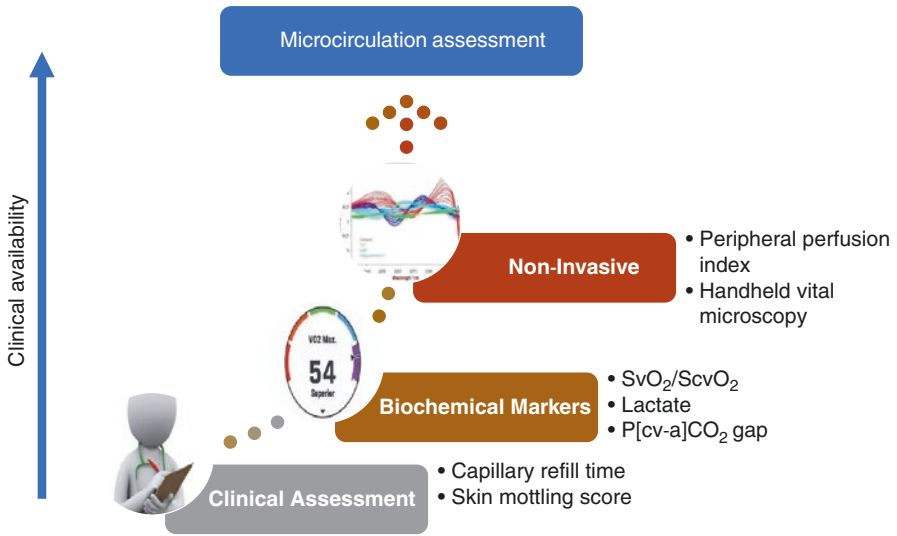 Microcirculation assessment
Clinical availability
Non-Invasive
• Peripheral perfusion
index
• Handheld vital
microscopy
VO2 Max.
54
Superior
Biochemical Markers
• SvO₂/ScvO₂
• Lactate
• P[cv-a]CO₂ gap
Clinical Assessment
• Capillary refill time
• Skin mottling score